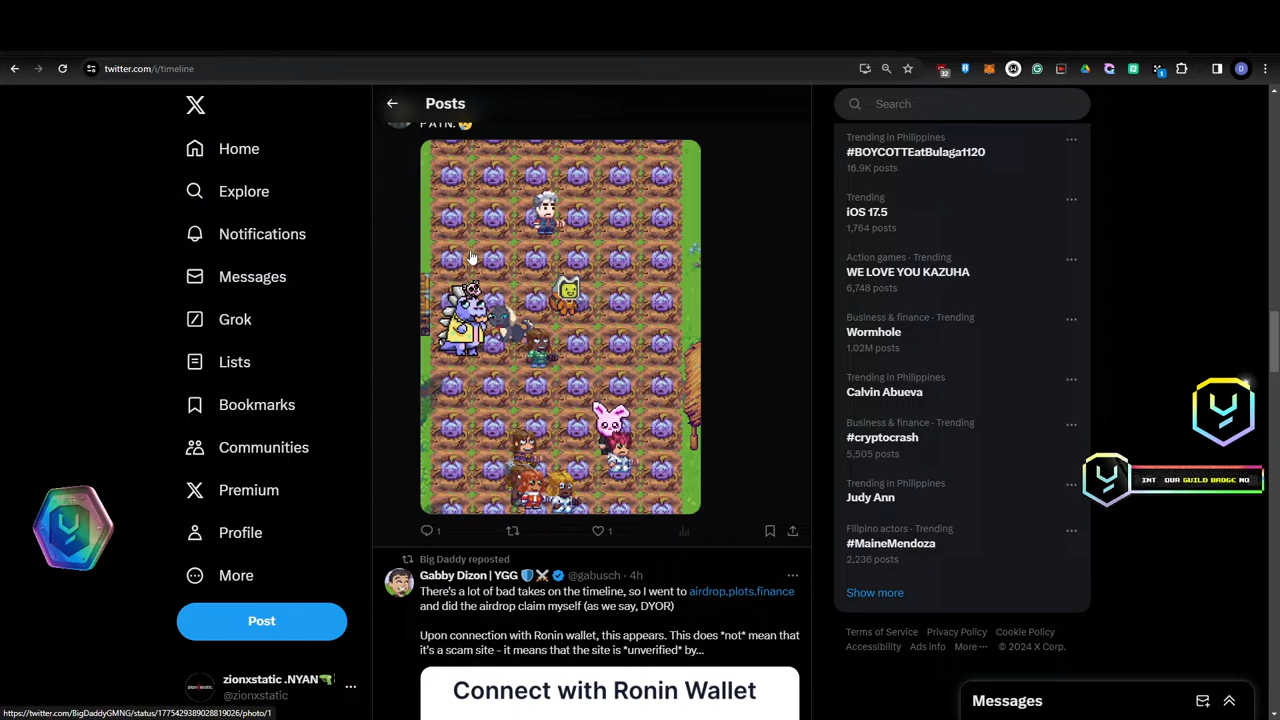 twitter.com/i/timeline
32
1
Home
Explore
Notifications
Messages
Grok
Lists
Bookmarks
Communities
Premium
Profile
More
Post
zionxstatic .NYAN
@zionxstatic
https://twitter.com/BigDaddyGMNG/status/1775429389028819026/photo/1
Posts
1
1
Big Daddy reposted
Gabby Dizon | YGG @gabusch · 4h
There's a lot of bad takes on the timeline, so I went to airdrop.plots.finance
and did the airdrop claim myself (as we say, DYOR)
Upon connection with Ronin wallet, this appears. This does *not* mean that
it's a scam site - it means that the site is *unverified* by...
Connect with Ronin Wallet
Search
Trending in Philippines
#BOYCOTTEatBulaga1120
16.9K posts
Trending
iOS 17.5
1,764 posts
Action games · Trending
WE LOVE YOU KAZUHA
6,748 posts
Business & finance · Trending
Wormhole
1.02M posts
Trending in Philippines
Calvin Abueva
Business & finance · Trending
#cryptocrash
5,505 posts
Trending
Judy Ann
Filipino actors · Trending
#MaineMendoza
2,236 posts
Show more
Terms of Service Privacy Policy Cookie Policy
Accessibility Ads info More ··· © 2024 X Corp.
INT OUR GUILD BADGE NO
Messages